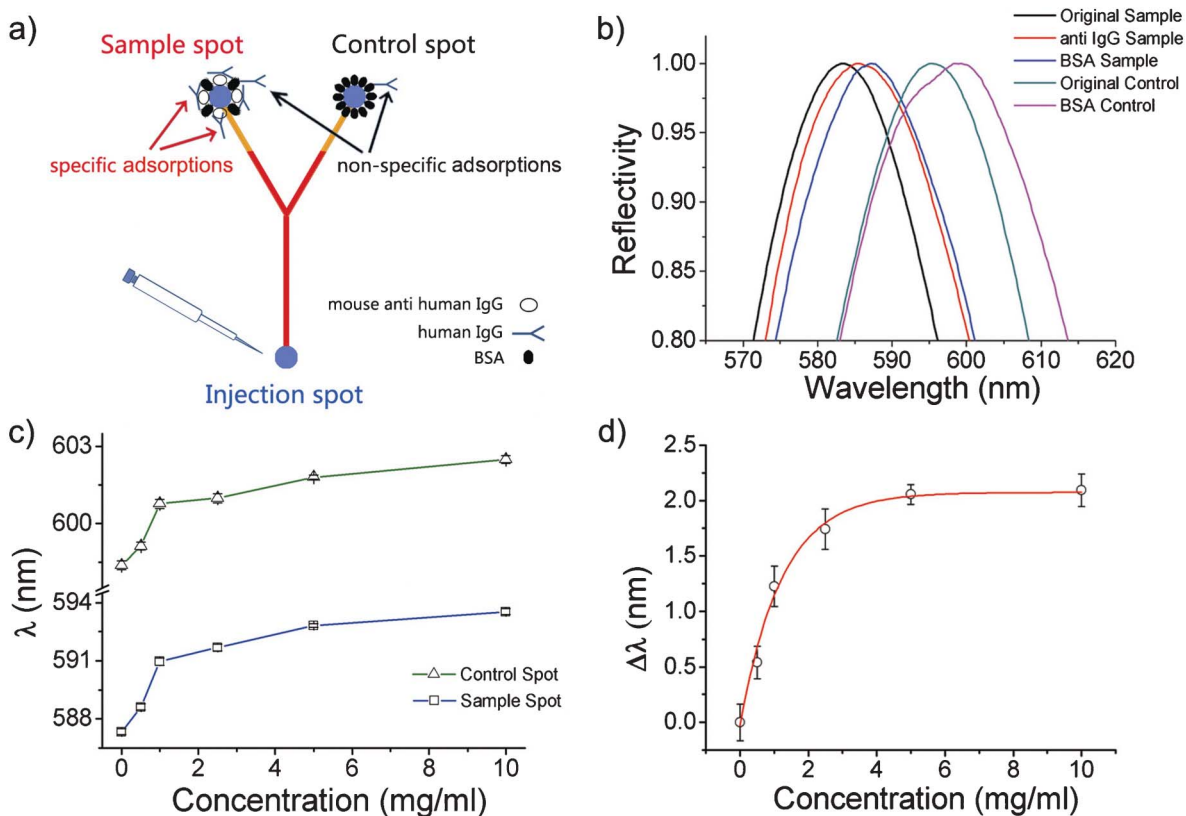 a)
Sample spot
Control spot
specific adsorptions
non-specific adsorptions
mouse anti human IgG
human IgG
BSA
Injection spot
b)
Original Sample
anti IgG Sample
BSA Sample
Original Control
BSA Control
1.00
0.95
0.90
0.85
0.80
Reflectivity
570 580 590 600 610 620
Wavelength (nm)
c)
603
600
594
591
588
λ (nm)
Control Spot
Sample Spot
0 2 4 6 8 10
Concentration (mg/ml)
d)
2.5
2.0
1.5
1.0
0.5
0.0
Δλ (nm)
0 2 4 6 8 10
Concentration (mg/ml)